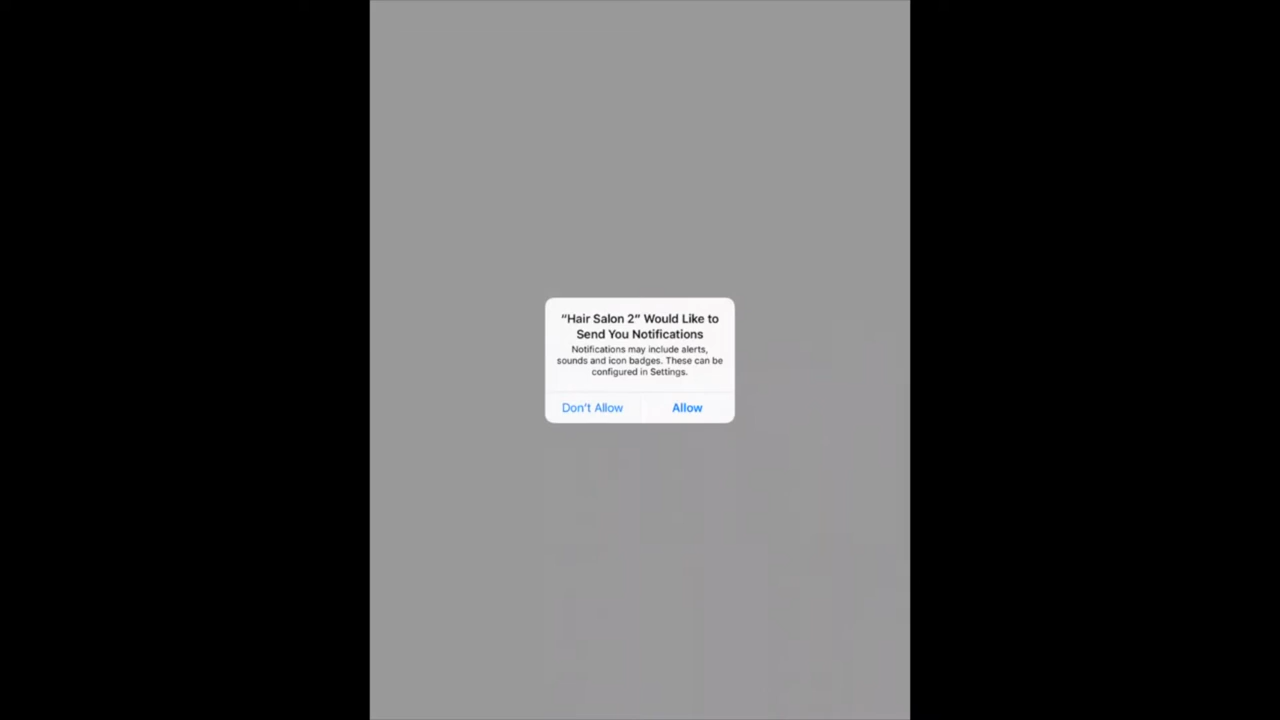 “Hair Salon 2” Would Like to
Send You Notifications
Notifications may include alerts,
sounds and icon badges. These can be
configured in Settings.
Don’t Allow
Allow